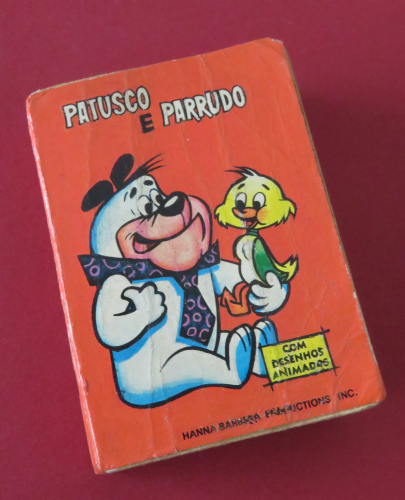 PATUSCO
E PARRUDO
COM
DESENHOS
ANIMADOS
HANNA BARBERA PRODUCTIONS, INC.